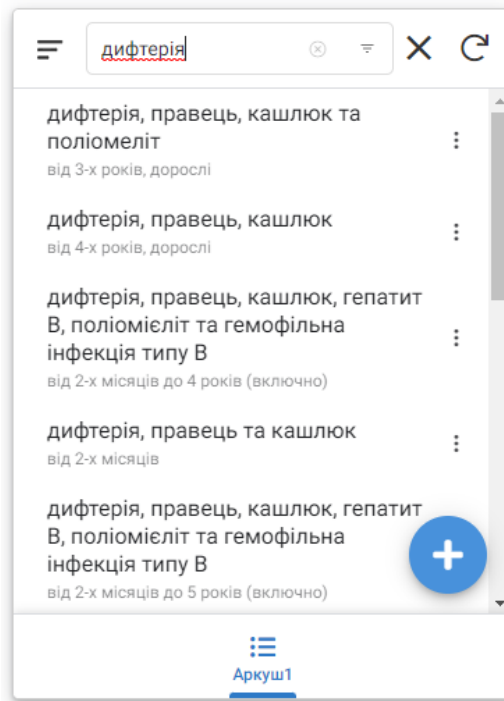 дифтерія
дифтерія, правець, кашлюк та
поліомеліт
від 3-х років, дорослі
дифтерія, правець, кашлюк
від 4-х років, дорослі
дифтерія, правець, кашлюк, гепатит
В, поліомієліт та гемофільна
інфекція типу В
від 2-х місяців до 4 років (включно)
дифтерія, правець та кашлюк
від 2-х місяців
дифтерія, правець, кашлюк, гепатит
В, поліомієліт та гемофільна
інфекція типу В
від 2-х місяців до 5 років (включно)
Аркуш1